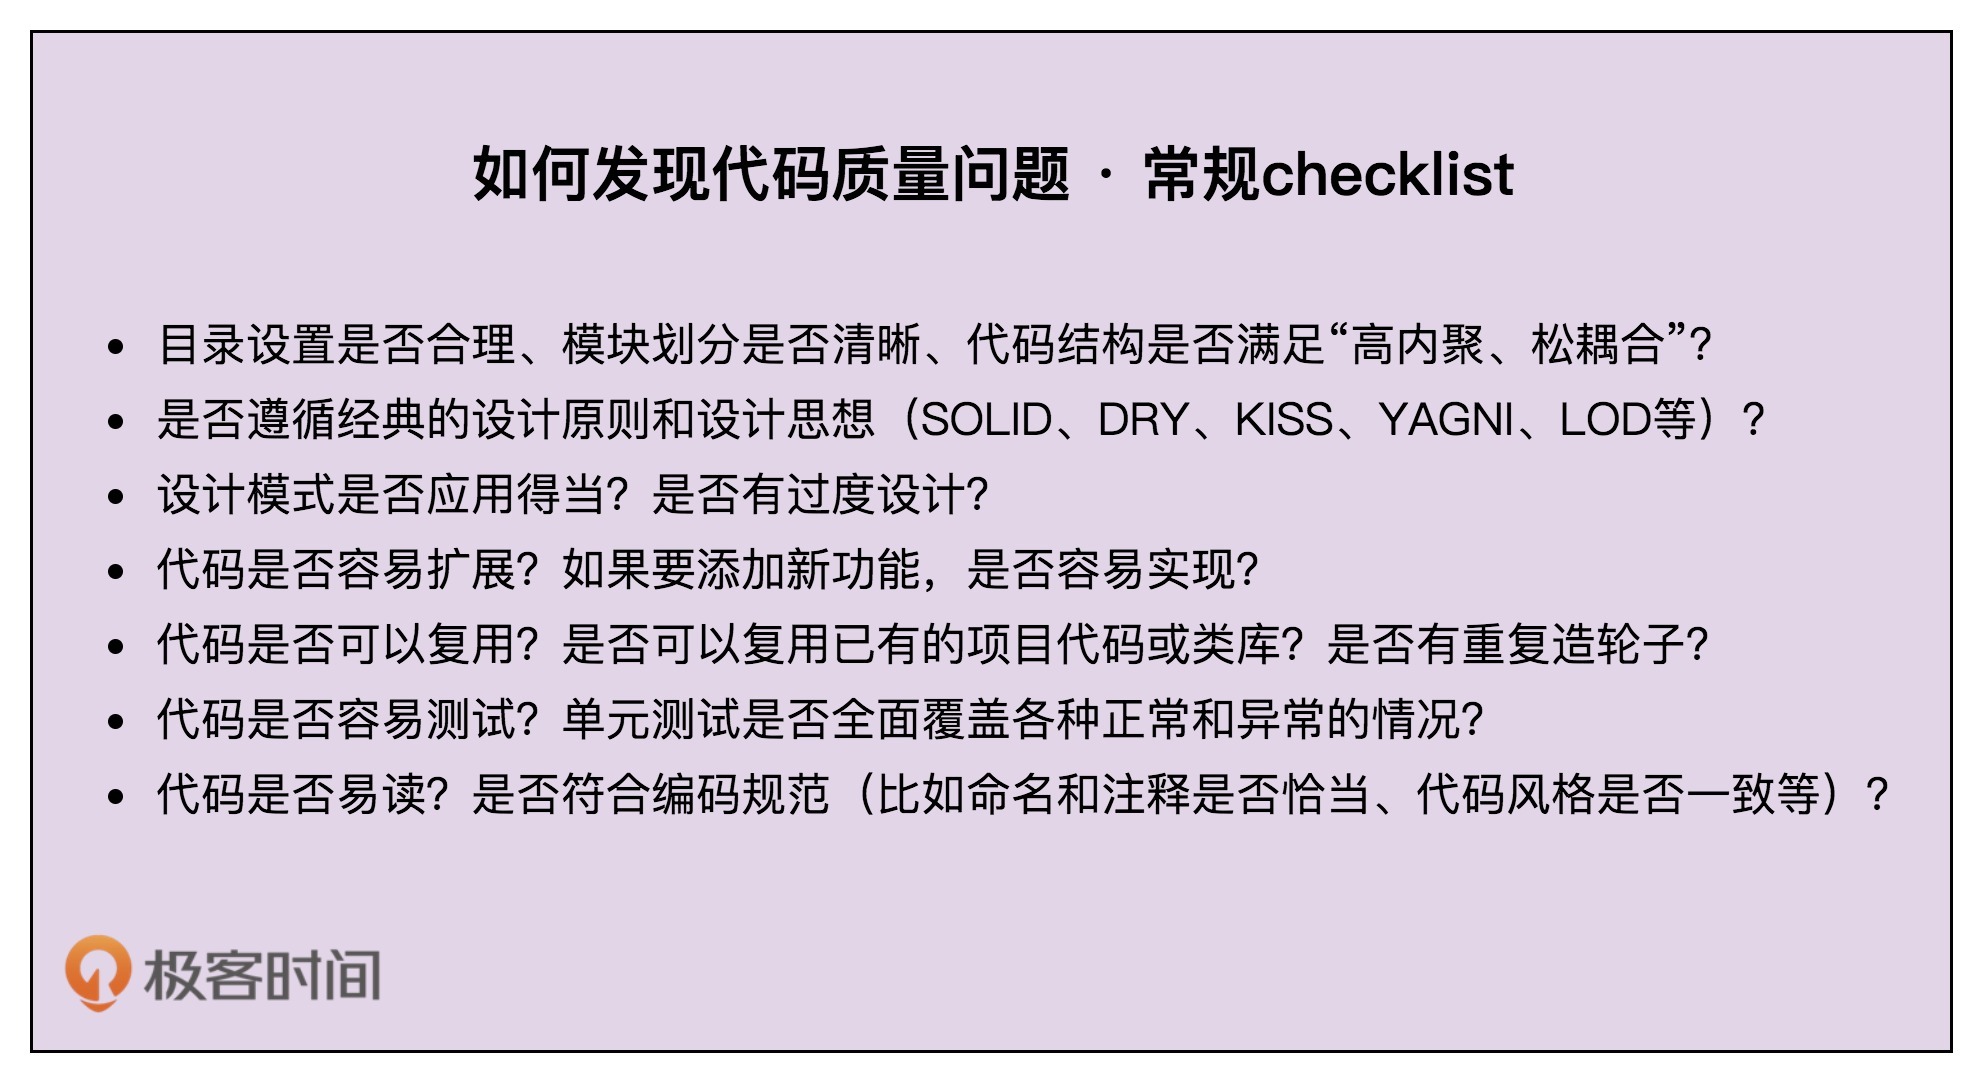 如何发现代码质量问题 · 常规checklist
• 目录设置是否合理、模块划分是否清晰、代码结构是否满足“高内聚、松耦合”？
• 是否遵循经典的设计原则和设计思想（SOLID、DRY、KISS、YAGNI、LOD等）？
• 设计模式是否应用得当？是否有过度设计？
• 代码是否容易扩展？如果要添加新功能，是否容易实现？
• 代码是否可以复用？是否可以复用已有的项目代码或类库？是否有重复造轮子？
• 代码是否容易测试？单元测试是否全面覆盖各种正常和异常的情况？
• 代码是否易读？是否符合编码规范（比如命名和注释是否恰当、代码风格是否一致等）？
极客时间